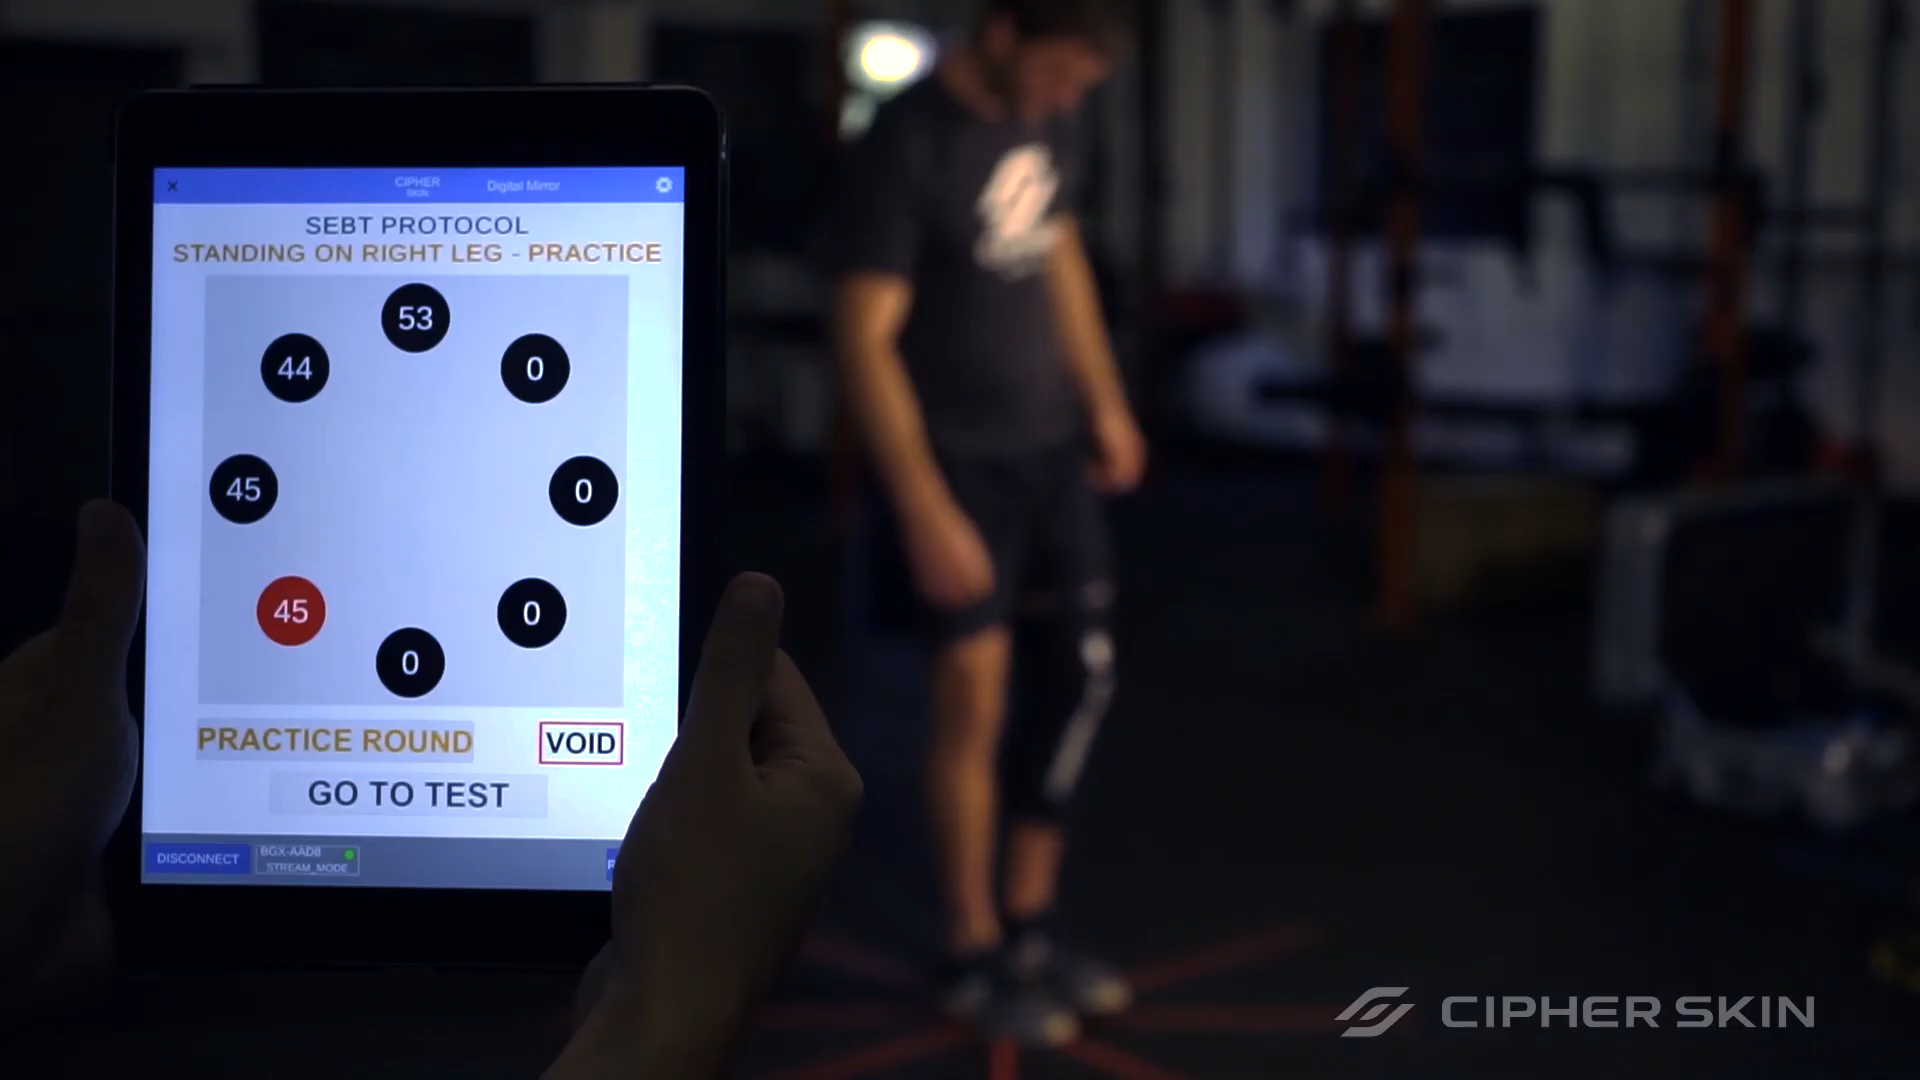 ×
CIPHER
SKIN
Digital Mirror
SEBT PROTOCOL
STANDING ON RIGHT LEG - PRACTICE
53
44
0
45
0
45
0
0
PRACTICE ROUND
VOID
GO TO TEST
DISCONNECT
BGX-AAD8
STREAM_MODE
CIPHER SKIN